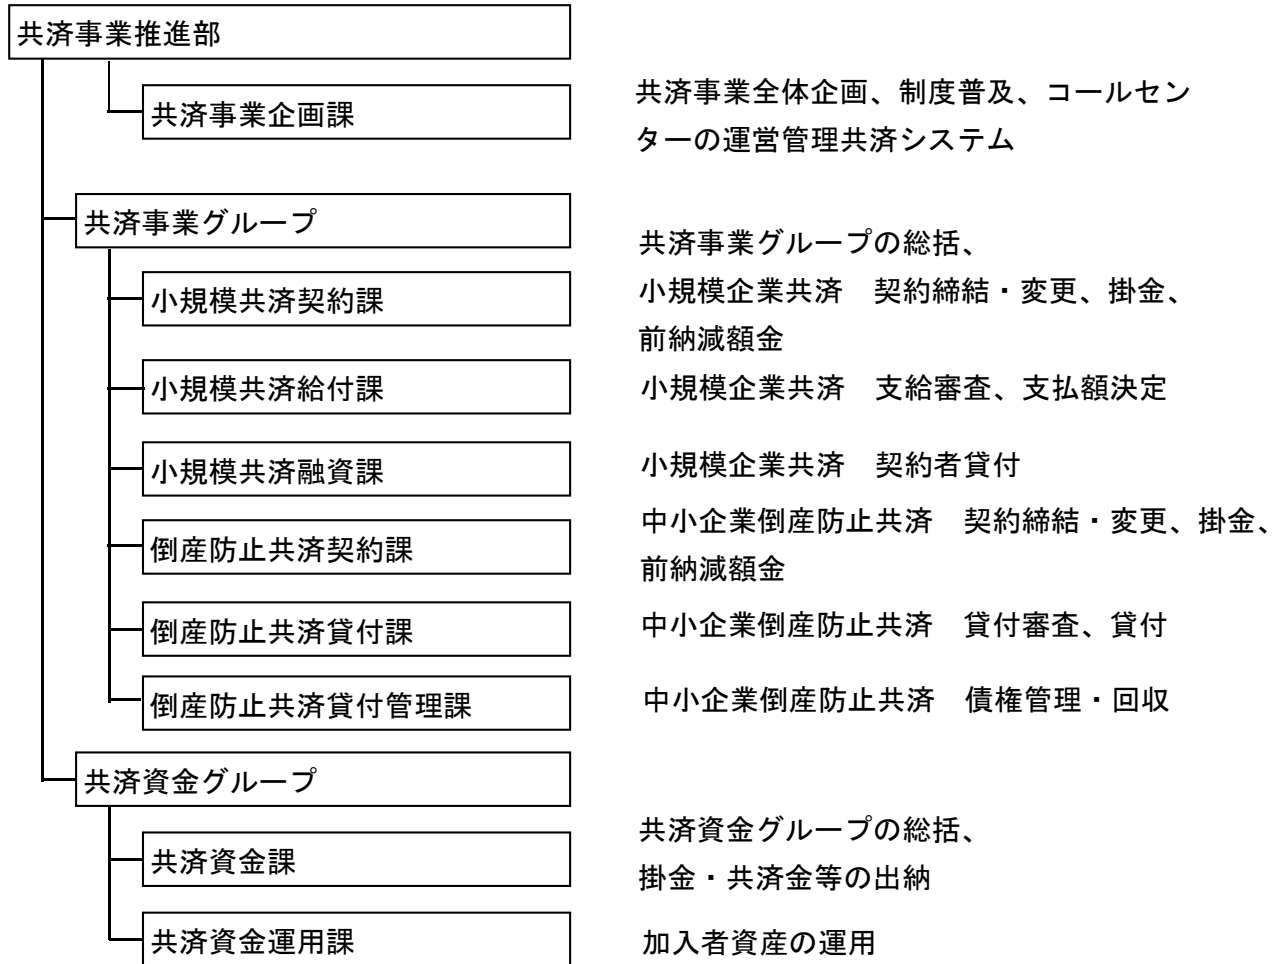 共済事業推進部
共済事業企画課
共済事業全体企画、制度普及、コールセン
ターの運営管理共済システム
共済事業グループ
共済事業グループの総括、
小規模共済契約課
小規模企業共済　契約締結・変更、掛金、
前納減額金
小規模共済給付課
小規模企業共済　支給審査、支払額決定
小規模共済融資課
小規模企業共済　契約者貸付
倒産防止共済契約課
中小企業倒産防止共済　契約締結・変更、掛金、
前納減額金
倒産防止共済貸付課
中小企業倒産防止共済　貸付審査、貸付
倒産防止共済貸付管理課
中小企業倒産防止共済　債権管理・回収
共済資金グループ
共済資金課
共済資金グループの総括、
掛金・共済金等の出納
共済資金運用課
加入者資産の運用